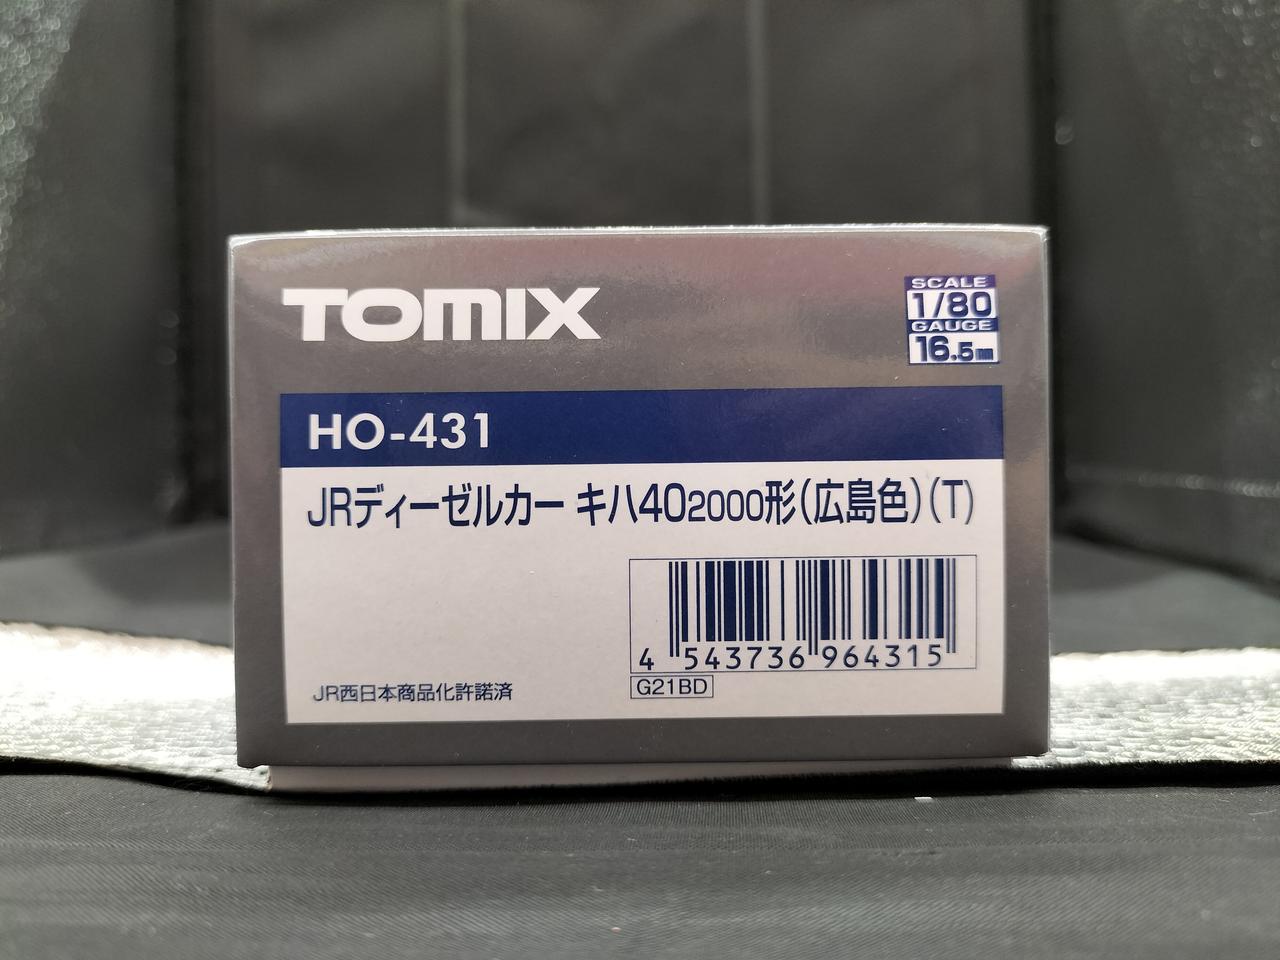 TOMIX
SCALE
1/80
GAUGE
16.5mm
HO-431
JRディーゼルカー キハ402000形(広島色)(T)
4 543736 964315
G21BD
JR西日本商品化許諾済